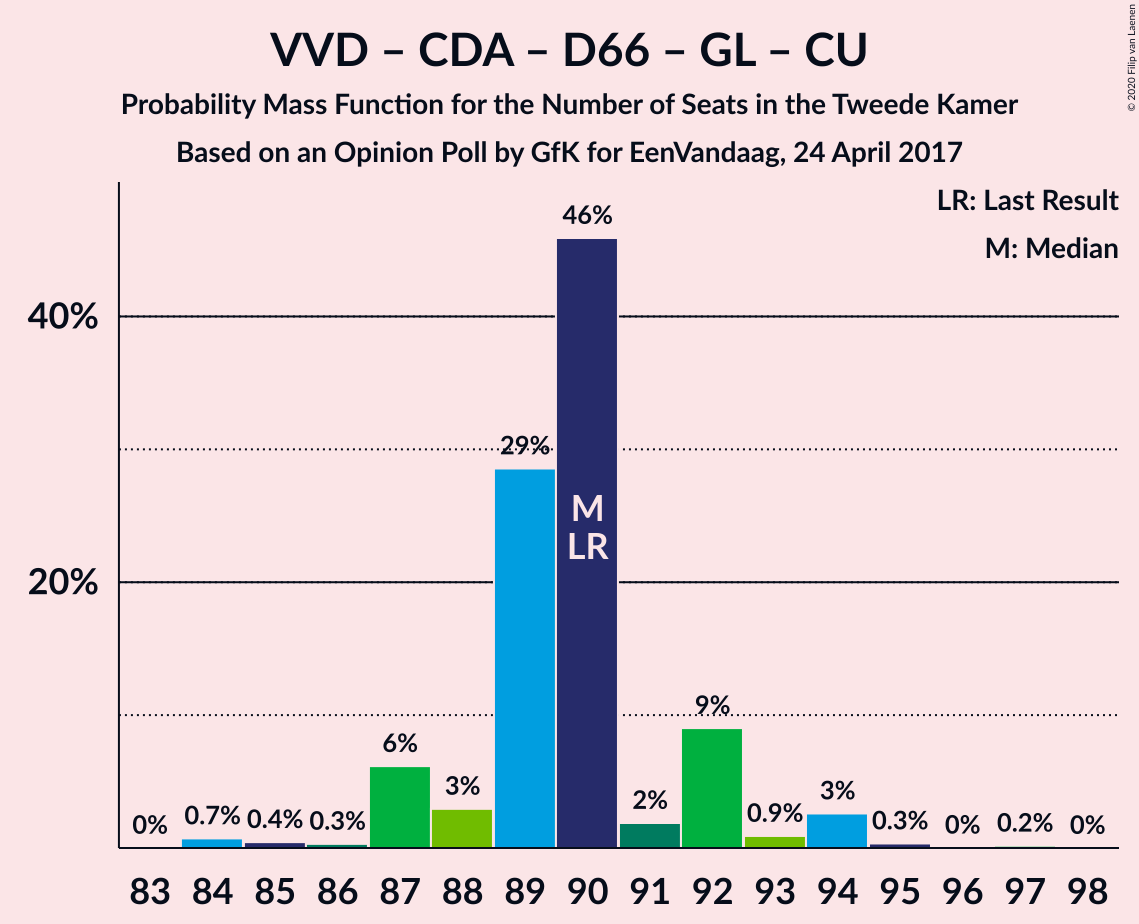 VVD – CDA – D66 – GL – CU
Probability Mass Function for the Number of Seats in the Tweede Kamer
Based on an Opinion Poll by GfK for EenVandaag, 24 April 2017
© 2020 Filip van Laenen
LR: Last Result
M: Median
40%
20%
0%
0.7%
0.4%
0.3%
6%
3%
29%
46%
M
LR
2%
9%
0.9%
3%
0.3%
0%
0.2%
0%
83 84 85 86 87 88 89 90 91 92 93 94 95 96 97 98